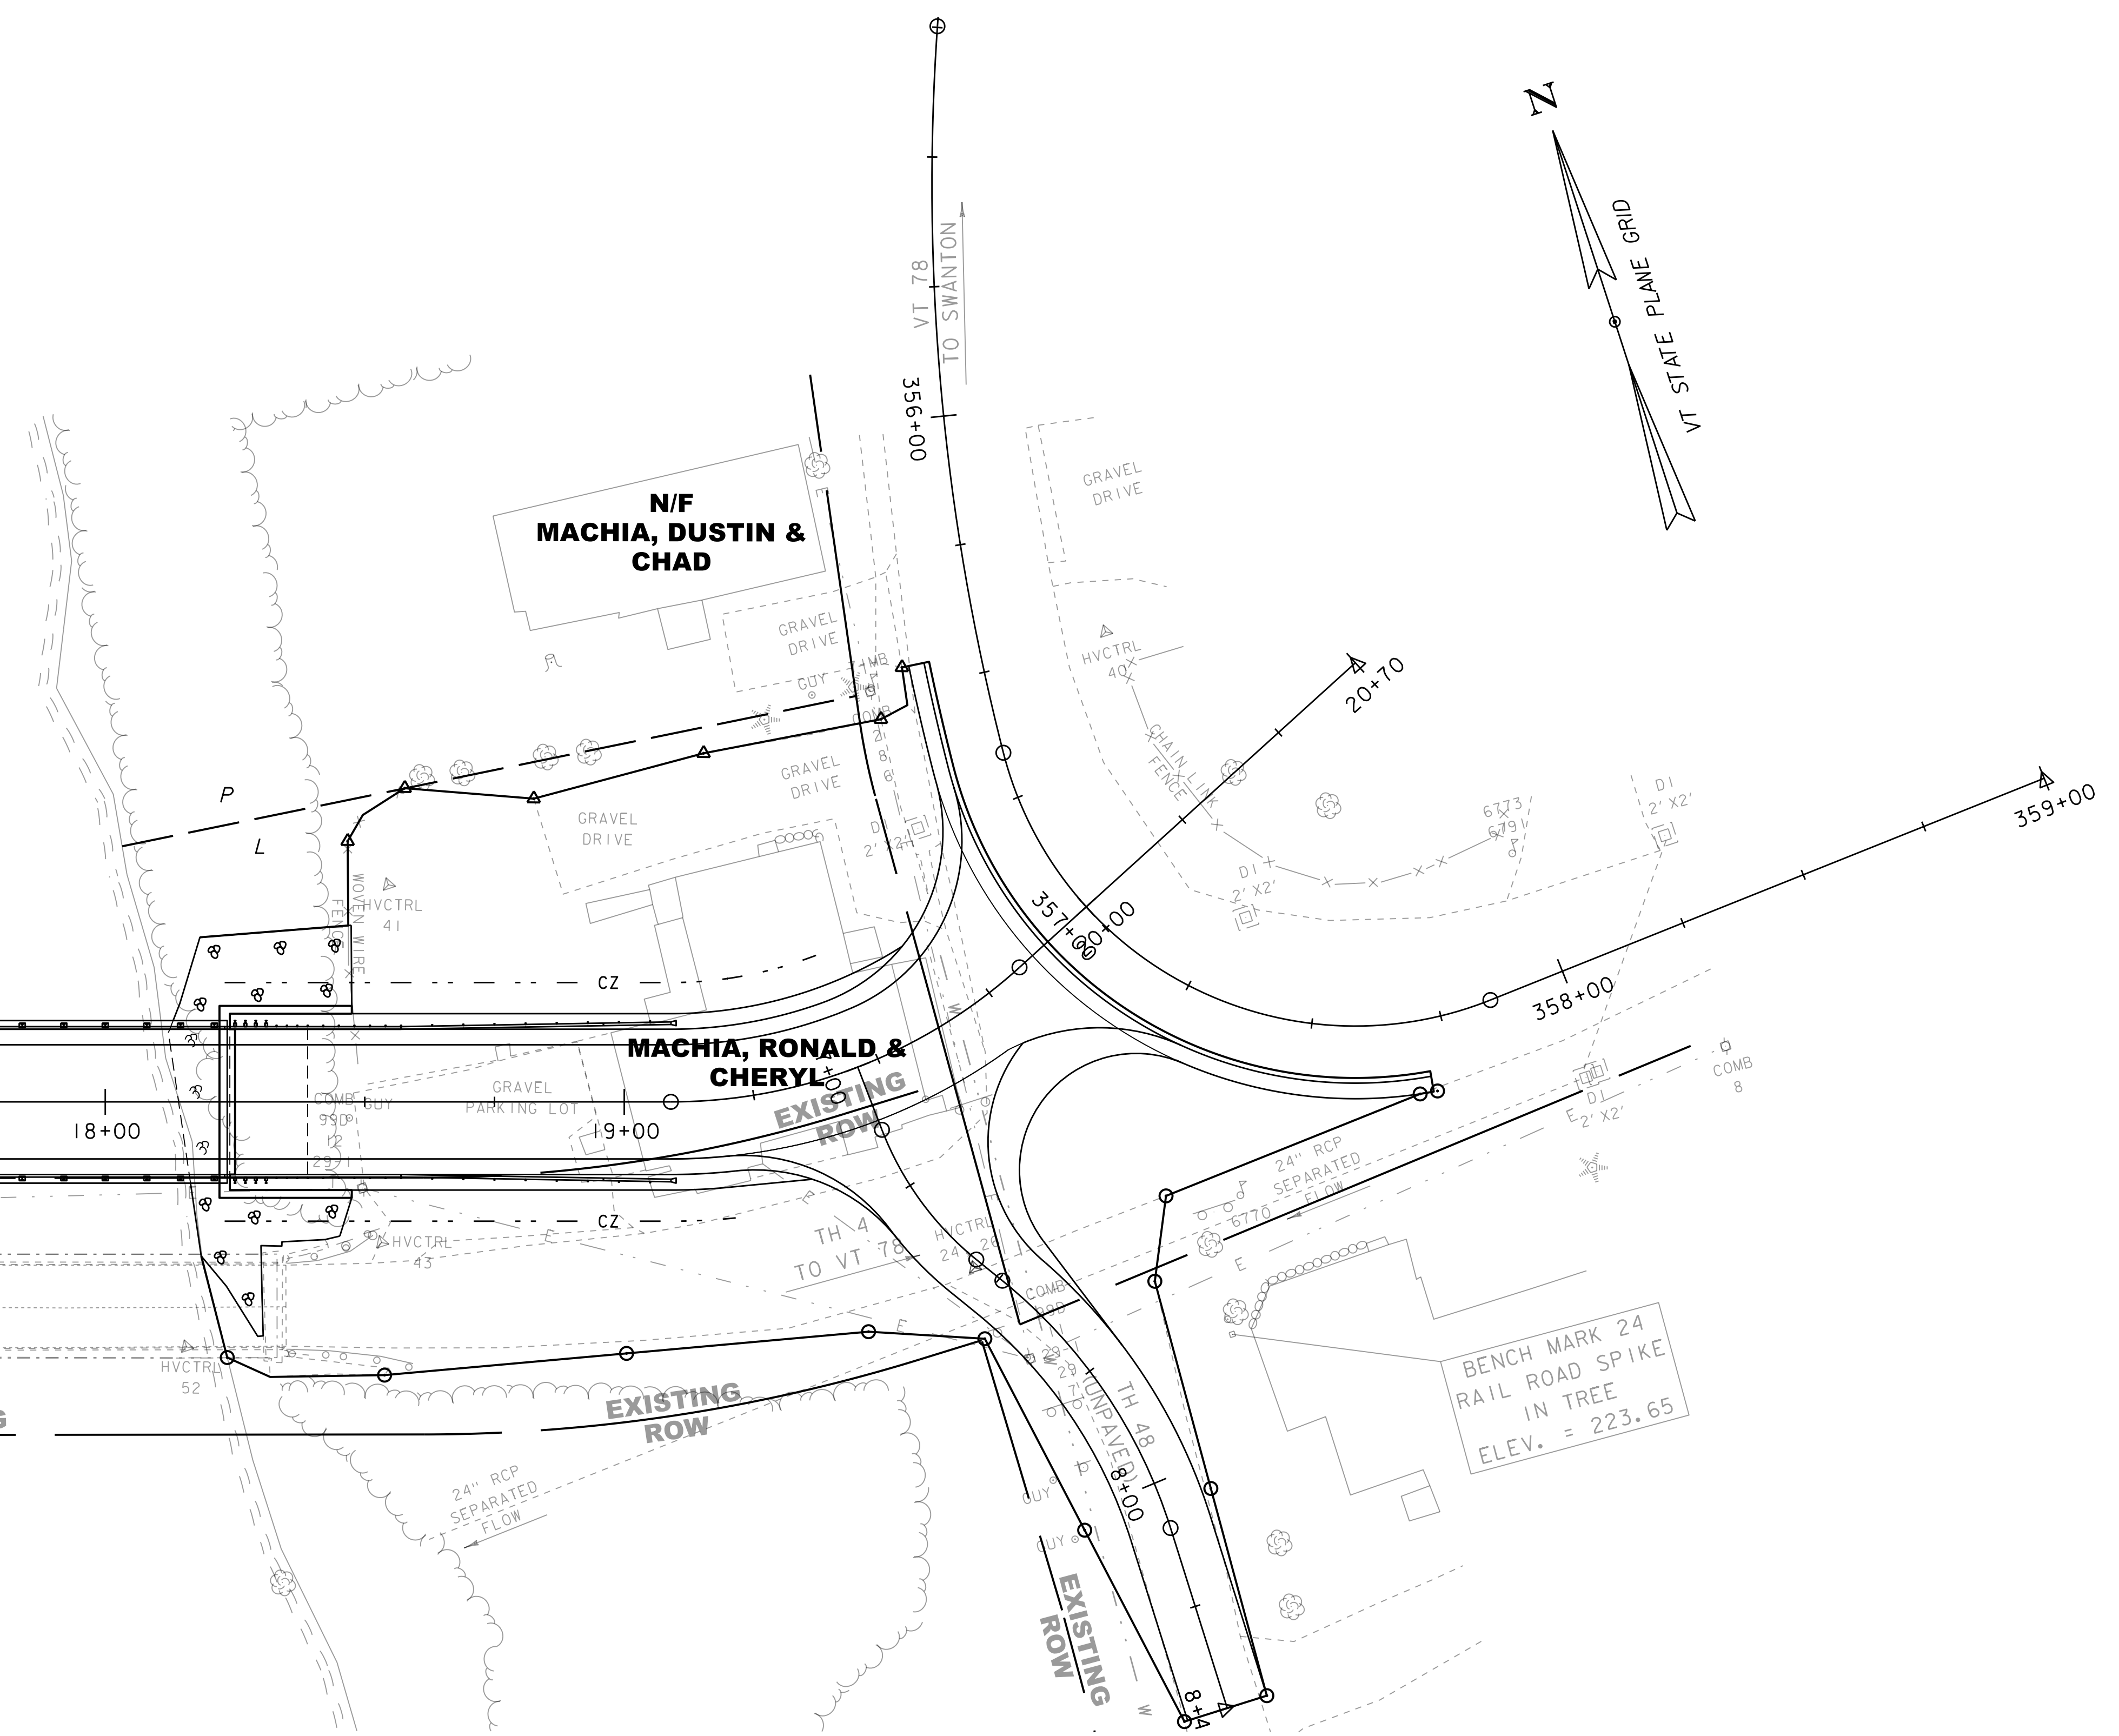 N
VT STATE PLANE GRID
VT 78
TO SWANTON
356+00
GRAVEL
DRIVE
N/F
MACHIA, DUSTIN &
CHAD
GRAVEL
DRIVE
GUY
E
HVCTRL
40
20+70
CHAIN LINK
FENCE
GRAVEL
DRIVE
P
L
GRAVEL
DRIVE
DI
2' X2'
6773
6791
DI
2' X2'
359+00
DI
2' X2'
WOVEN WIRE
FENCE
HVCTRL
41
357+00
20+00
358+00
CZ
W
MACHIA, RONALD &
CHERYL
EXISTING
ROW
GRAVEL
PARKING LOT
COMB
99D
12
GUY
18+00
19+00
COMB
8
DI
2' X2'
E
24" RCP
SEPARATED
FLOW
6770
E
E
CZ
TH 4
TO VT 78
HVCTRL
24
26
HVCTRL
43
E
COMB
E
BENCH MARK 24
RAIL ROAD SPIKE
IN TREE
ELEV. = 223.65
HVCTRL
52
EXISTING
ROW
TH 48
(UNPAVED)
8+00
24" RCP
SEPARATED
FLOW
GUY
GUY
EXISTING
ROW
W